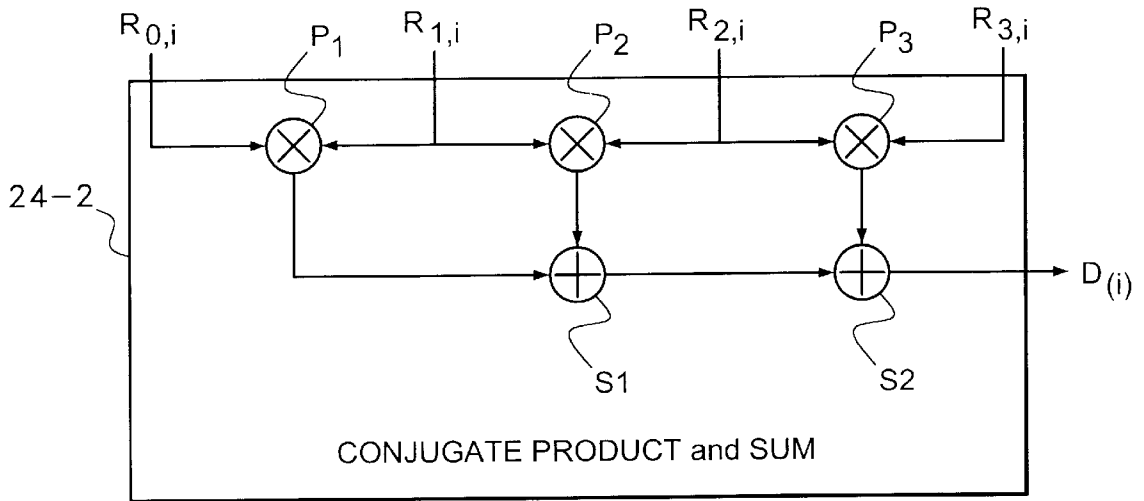 R0,i P1 R1,i P2 R2,i P3 R3,i
24-2
D(i)
S1 S2
CONJUGATE PRODUCT and SUM